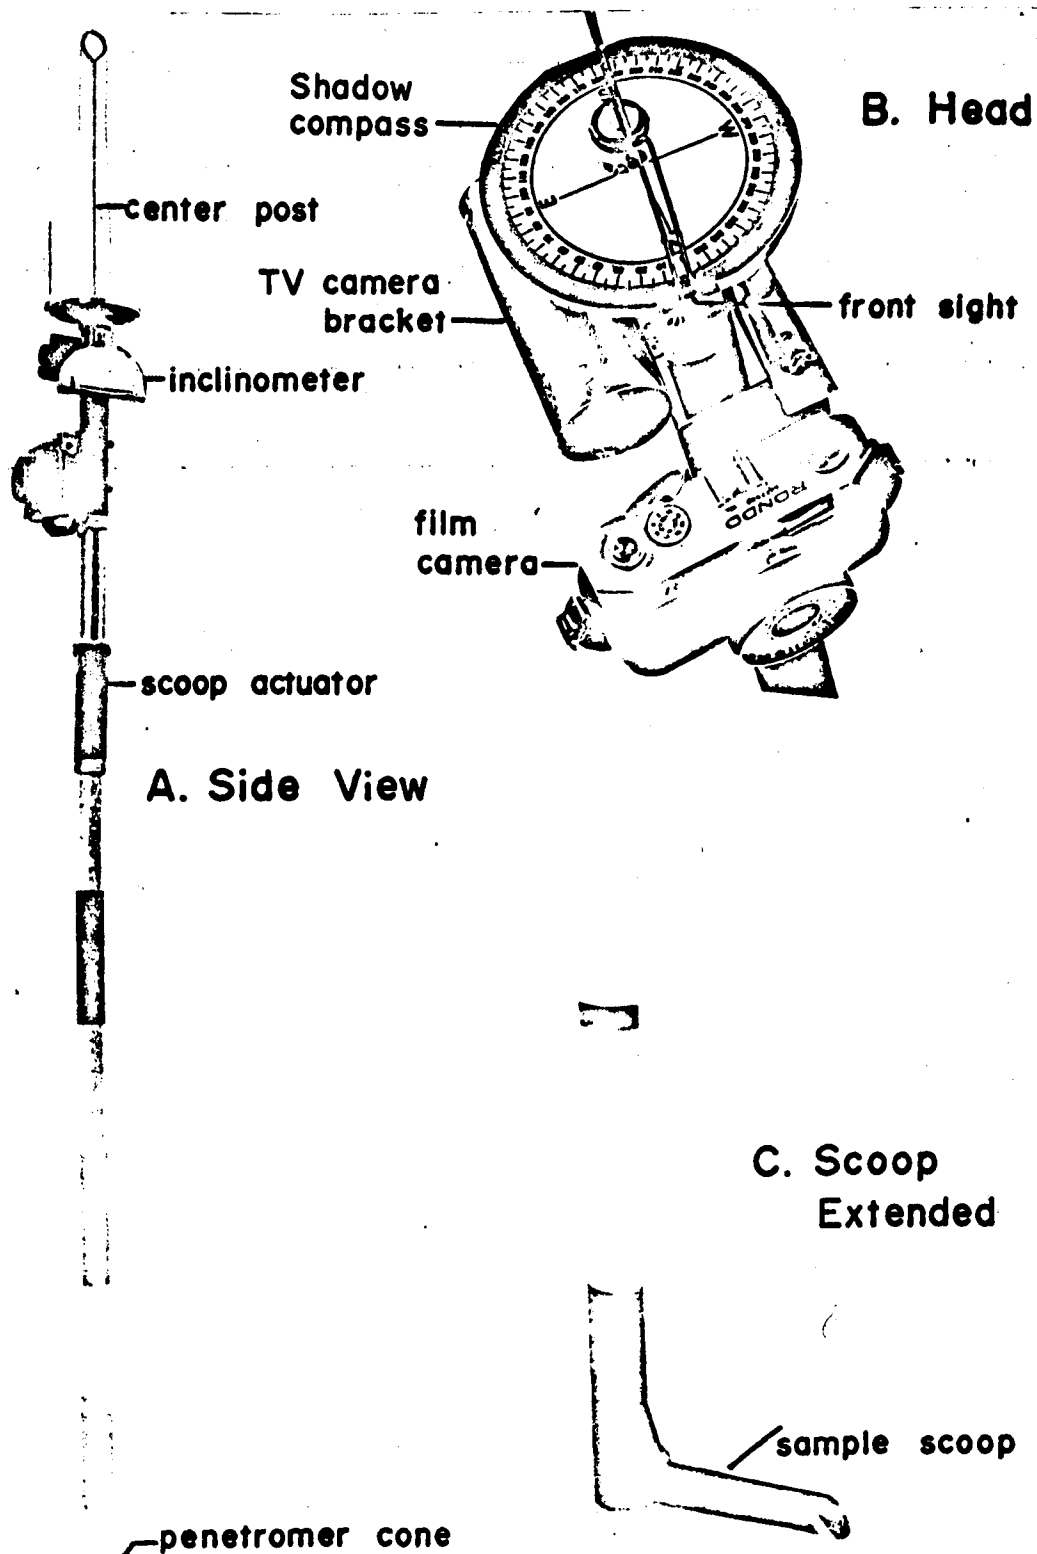 Shadow
compass
B. Head
center post
TV camera
bracket
front sight
inclinometer
W
E
RONDO
film
camera
scoop actuator
A. Side View
C. Scoop
Extended
sample scoop
penetromer cone